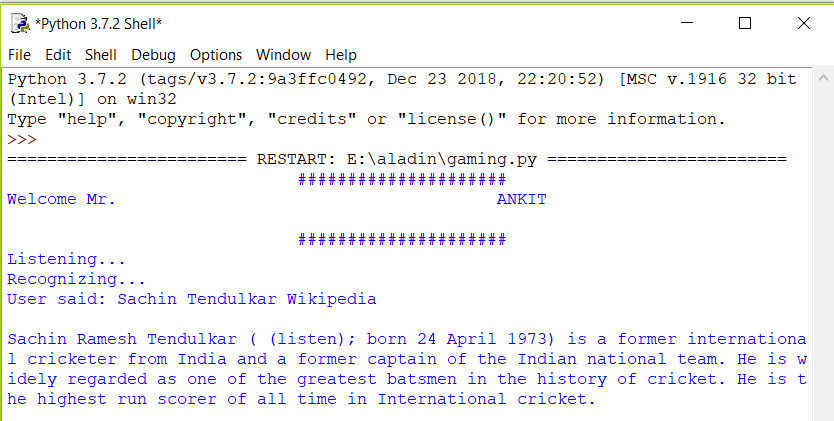 *Python 3.7.2 Shell*
File Edit Shell Debug Options Window Help
Python 3.7.2 (tags/v3.7.2:9a3ffc0492, Dec 23 2018, 22:20:52) [MSC v.1916 32 bit
(Intel)] on win32
Type "help", "copyright", "credits" or "license()" for more information.
>>>
======================== RESTART: E:\aladin\gaming.py ========================
#####################
Welcome Mr. ANKIT
#####################
Listening...
Recognizing...
User said: Sachin Tendulkar Wikipedia
Sachin Ramesh Tendulkar ( (listen); born 24 April 1973) is a former internationa
l cricketer from India and a former captain of the Indian national team. He is w
idely regarded as one of the greatest batsmen in the history of cricket. He is t
he highest run scorer of all time in International cricket.